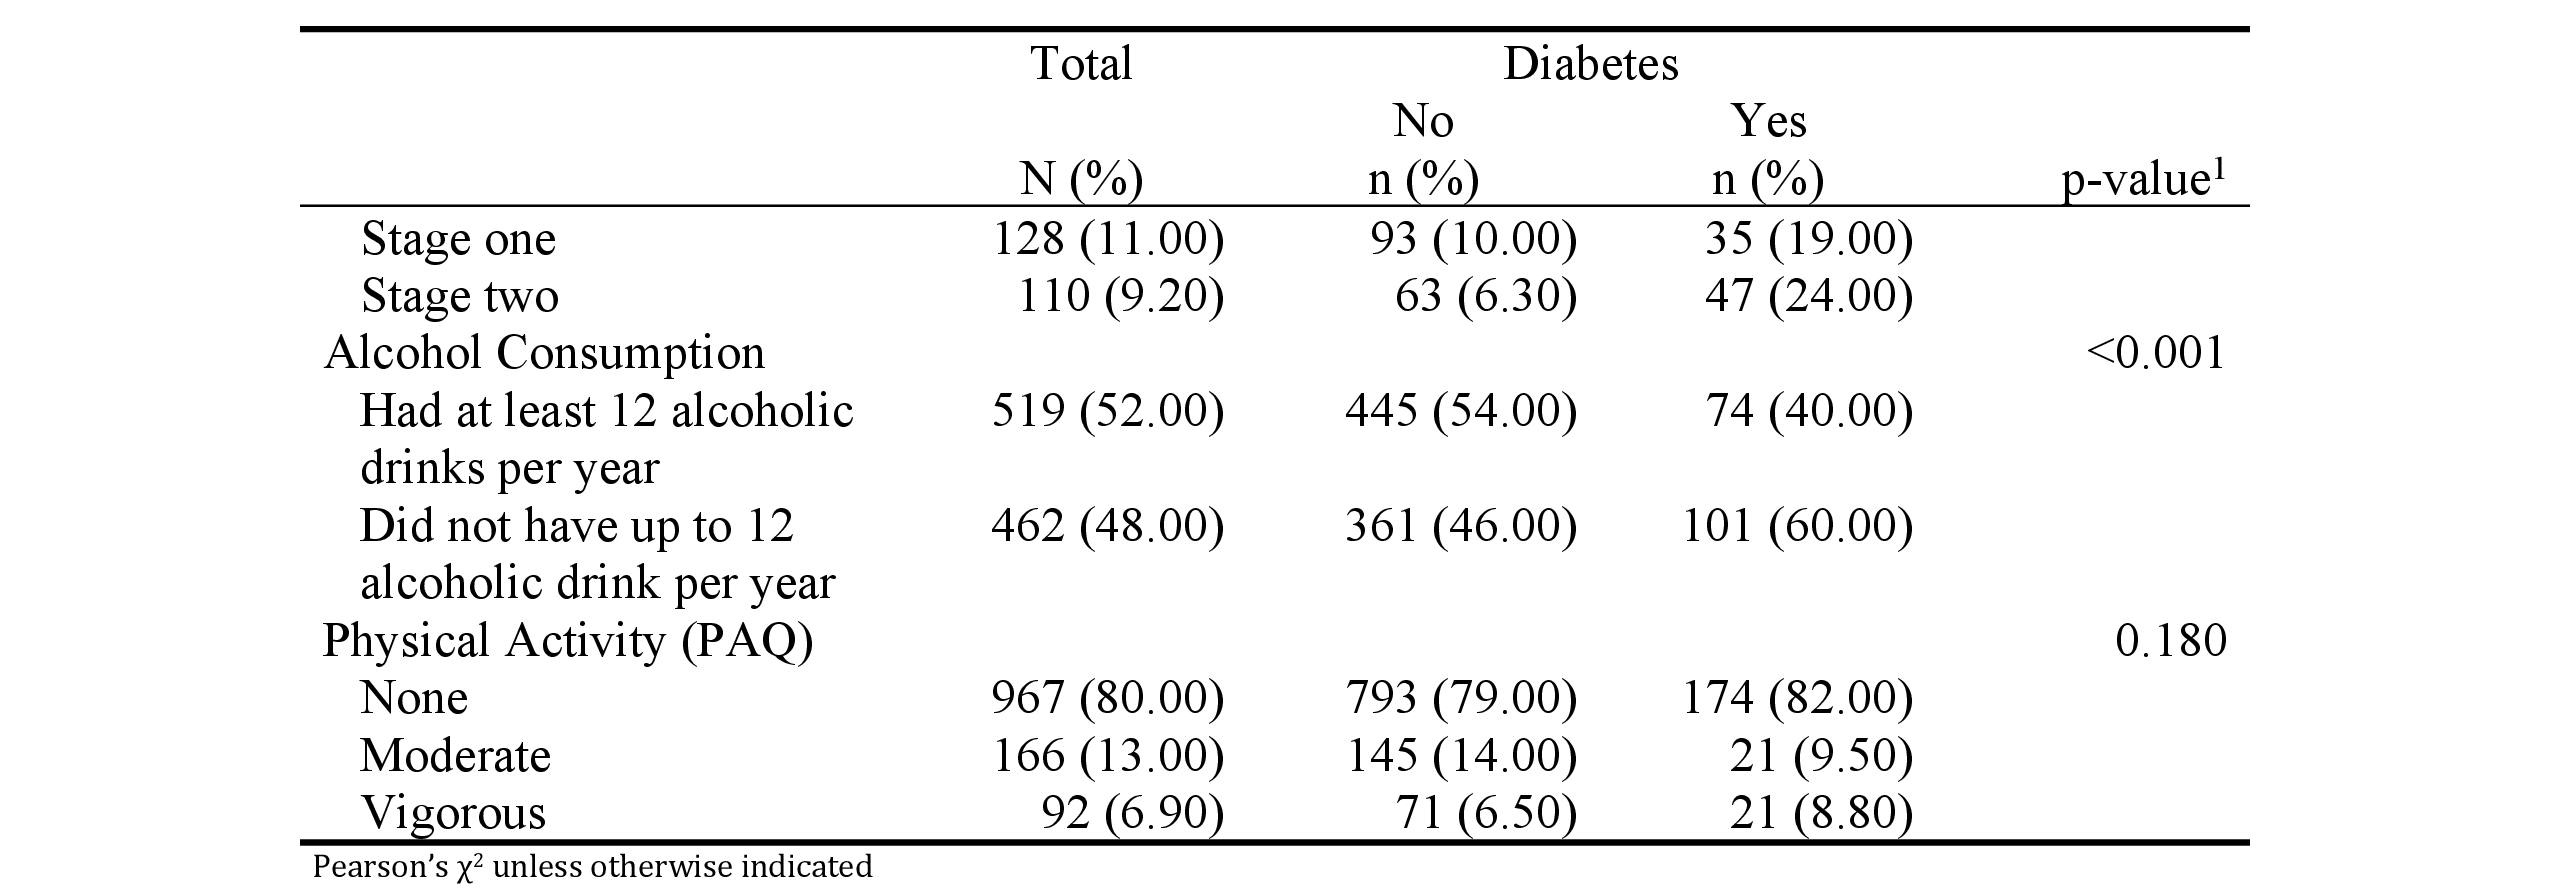 Total Diabetes
No Yes
N (%) n (%) n (%) p-value¹
Stage one 128 (11.00) 93 (10.00) 35 (19.00)
Stage two 110 (9.20) 63 (6.30) 47 (24.00)
Alcohol Consumption <0.001
Had at least 12 alcoholic 519 (52.00) 445 (54.00) 74 (40.00)
drinks per year
Did not have up to 12 462 (48.00) 361 (46.00) 101 (60.00)
alcoholic drink per year
Physical Activity (PAQ) 0.180
None 967 (80.00) 793 (79.00) 174 (82.00)
Moderate 166 (13.00) 145 (14.00) 21 (9.50)
Vigorous 92 (6.90) 71 (6.50) 21 (8.80)
Pearson’s χ² unless otherwise indicated